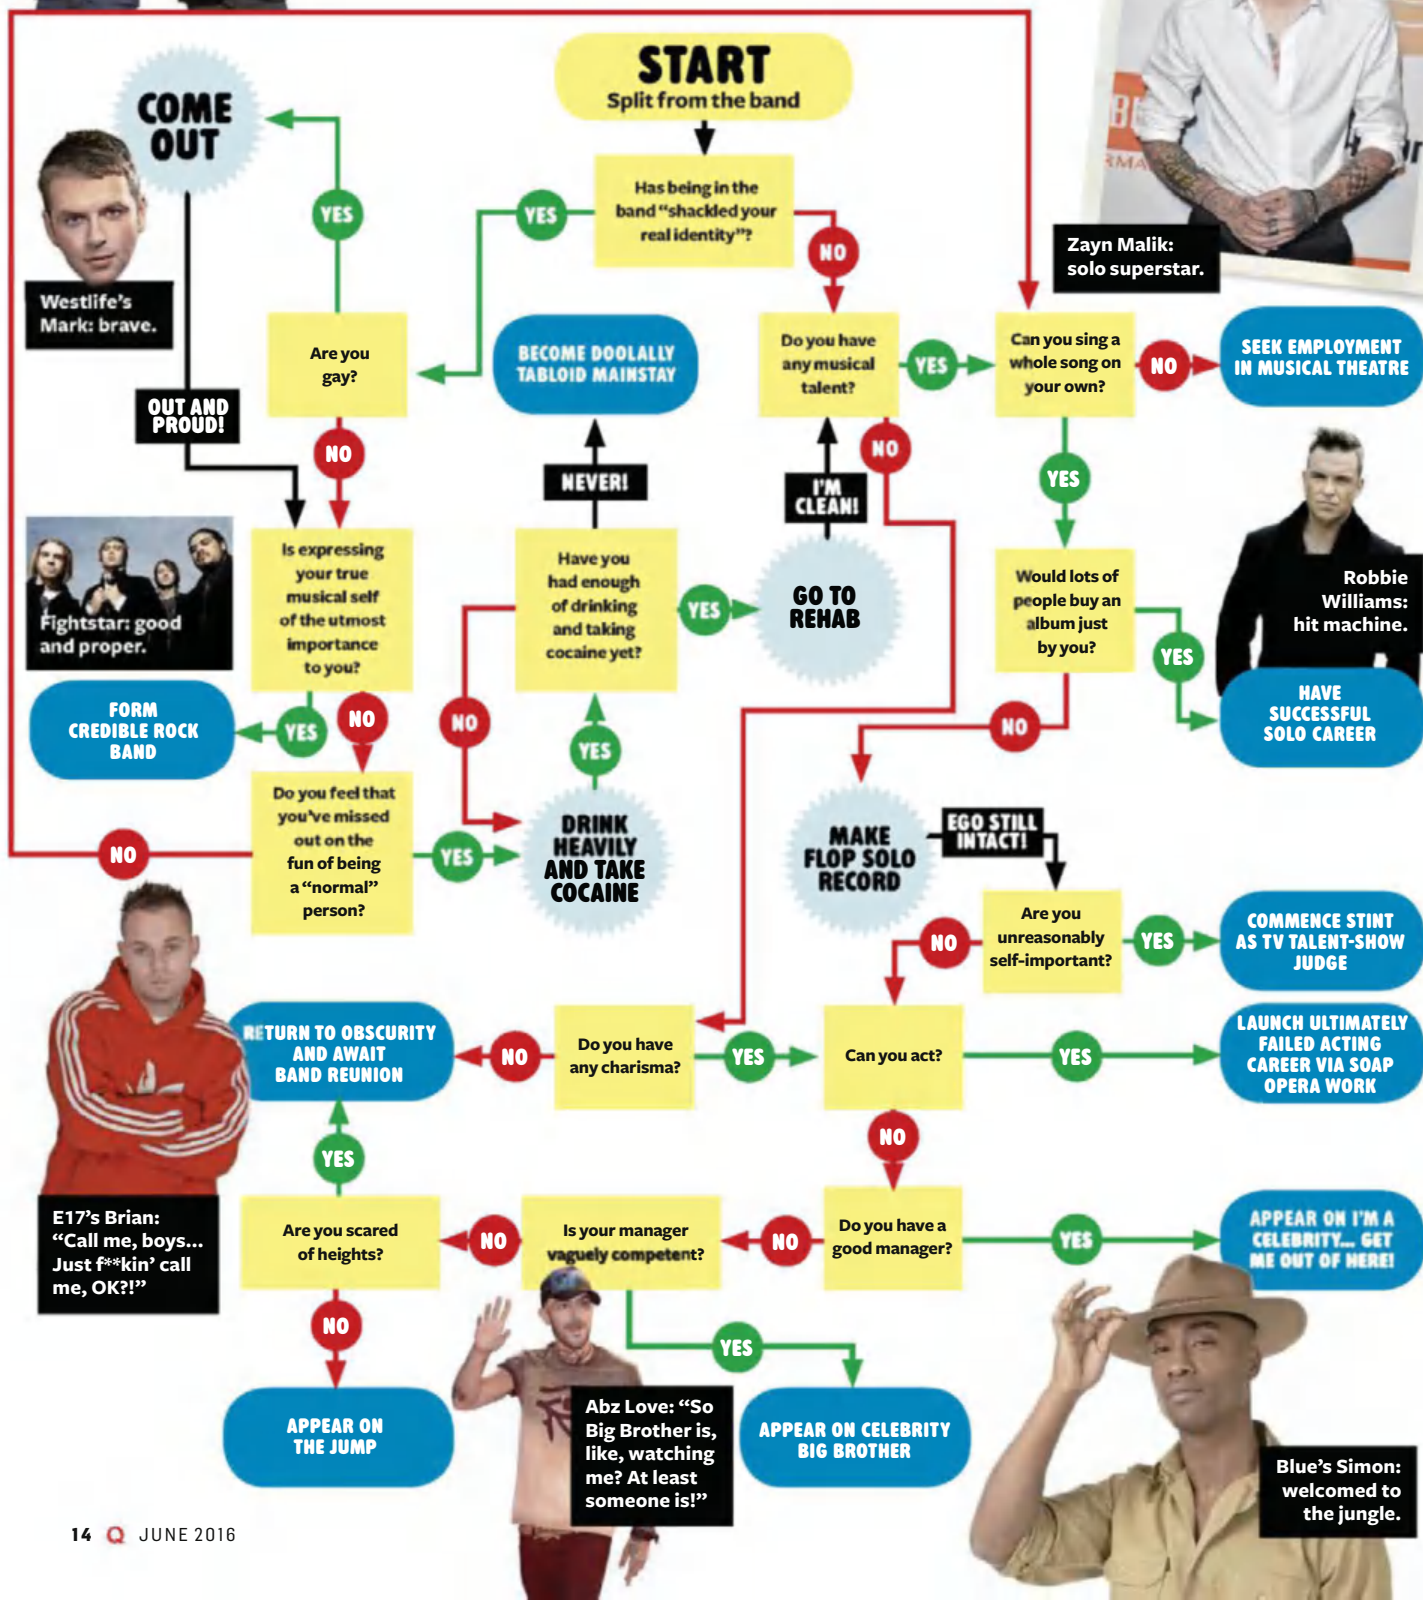 START
Split from the band
COME
OUT
YES
Has being in the
band “shackled your
real identity”?
YES
NO
Zayn Malik:
solo superstar.
Westlife’s
Mark: brave.
Are you
gay?
BECOME DOOLALLY
TABLOID MAINSTAY
Do you have
any musical
talent?
YES
Can you sing a
whole song on
your own?
NO
SEEK EMPLOYMENT
IN MUSICAL THEATRE
OUT AND
PROUD!
NO
NEVER!
I’M
CLEAN!
NO
YES
Fightstar: good
and proper.
Is expressing
your true
musical self
of the utmost
importance
to you?
Have you
had enough
of drinking
and taking
cocaine yet?
YES
GO TO
REHAB
Would lots of
people buy an
album just
by you?
YES
Robbie
Williams:
hit machine.
FORM
CREDIBLE ROCK
BAND
YES
NO
NO
YES
NO
HAVE
SUCCESSFUL
SOLO CAREER
NO
Do you feel that
you’ve missed
out on the
fun of being
a “normal”
person?
YES
DRINK
HEAVILY
AND TAKE
COCAINE
MAKE
FLOP SOLO
RECORD
EGO STILL
INTACT!
NO
Are you
unreasonably
self-important?
YES
COMMENCE STINT
AS TV TALENT-SHOW
JUDGE
RETURN TO OBSCURITY
AND AWAIT
BAND REUNION
NO
Do you have
any charisma?
YES
Can you act?
YES
LAUNCH ULTIMATELY
FAILED ACTING
CAREER VIA SOAP
OPERA WORK
YES
NO
E17’s Brian:
“Call me, boys...
Just f**kin’ call
me, OK?!”
Are you scared
of heights?
NO
Is your manager
vaguely competent?
NO
Do you have a
good manager?
YES
APPEAR ON I’M A
CELEBRITY... GET
ME OUT OF HERE!
NO
YES
APPEAR ON
THE JUMP
Abz Love: “So
Big Brother is,
like, watching
me? At least
someone is!”
APPEAR ON CELEBRITY
BIG BROTHER
Blue’s Simon:
welcomed to
the jungle.
14 Q JUNE 2016